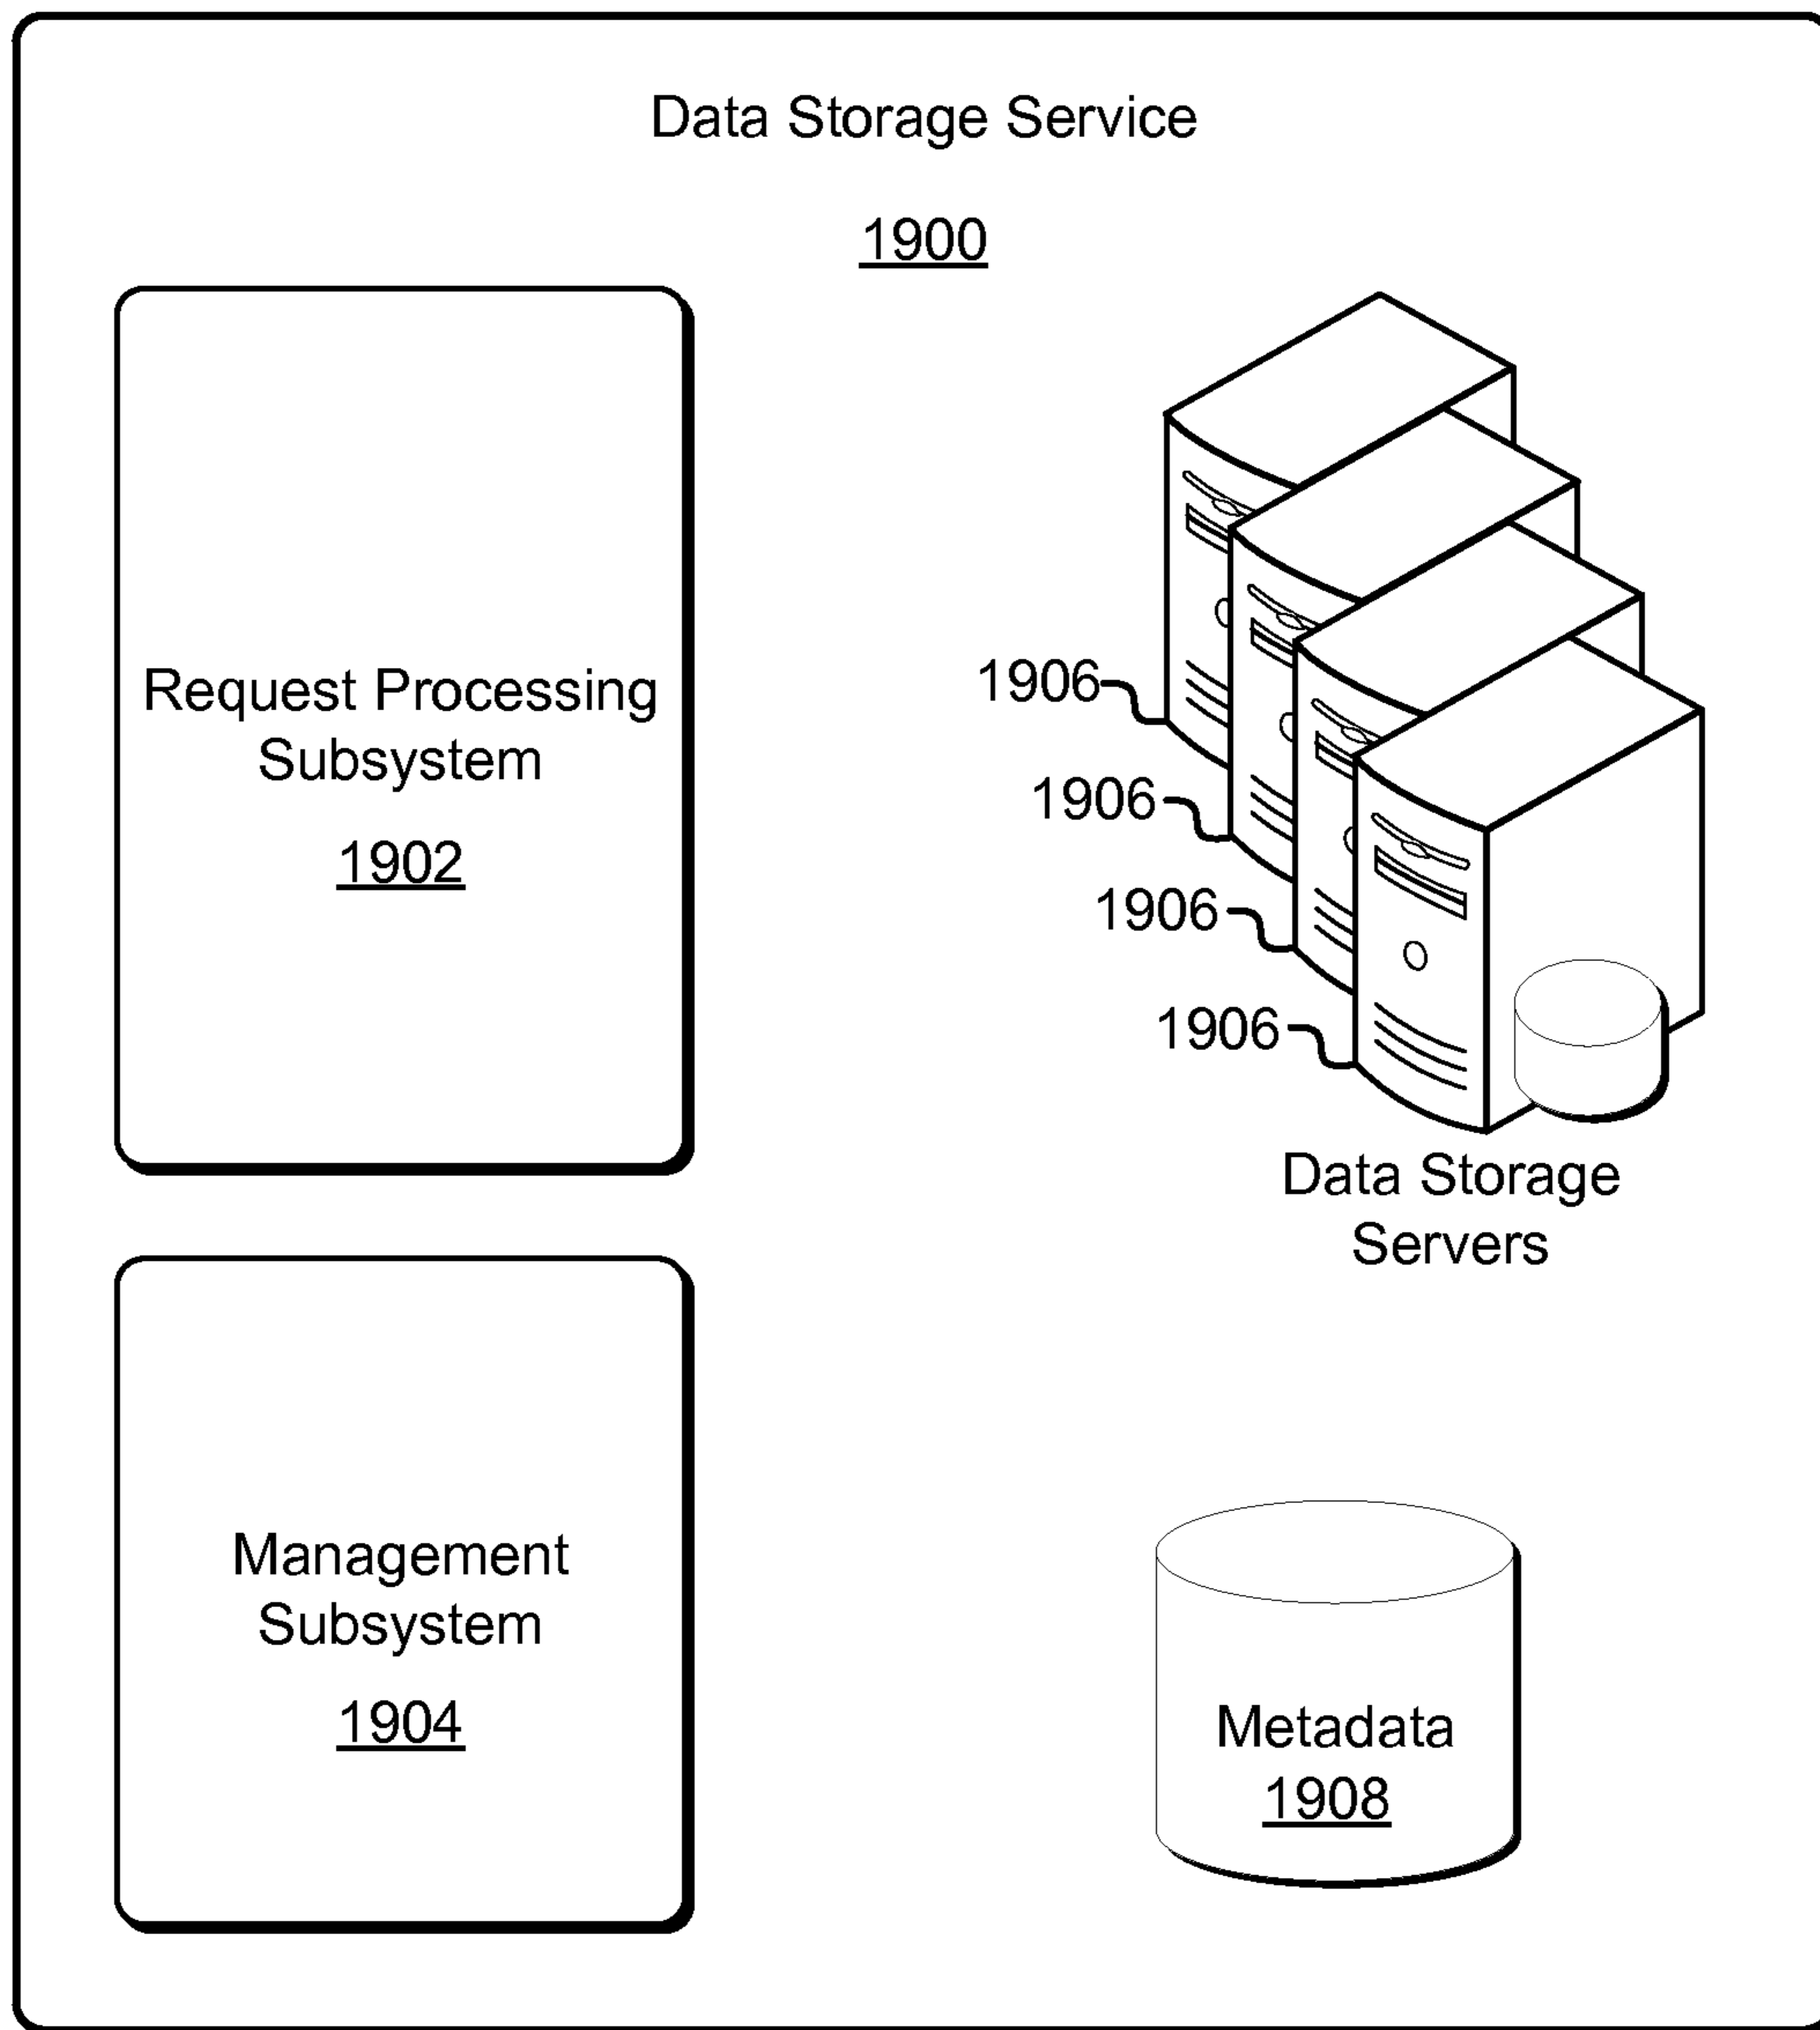 Data Storage Service
1900
Request Processing
Subsystem
1902
1906
1906
1906
1906
Data Storage
Servers
Management
Subsystem
1904
Metadata
1908